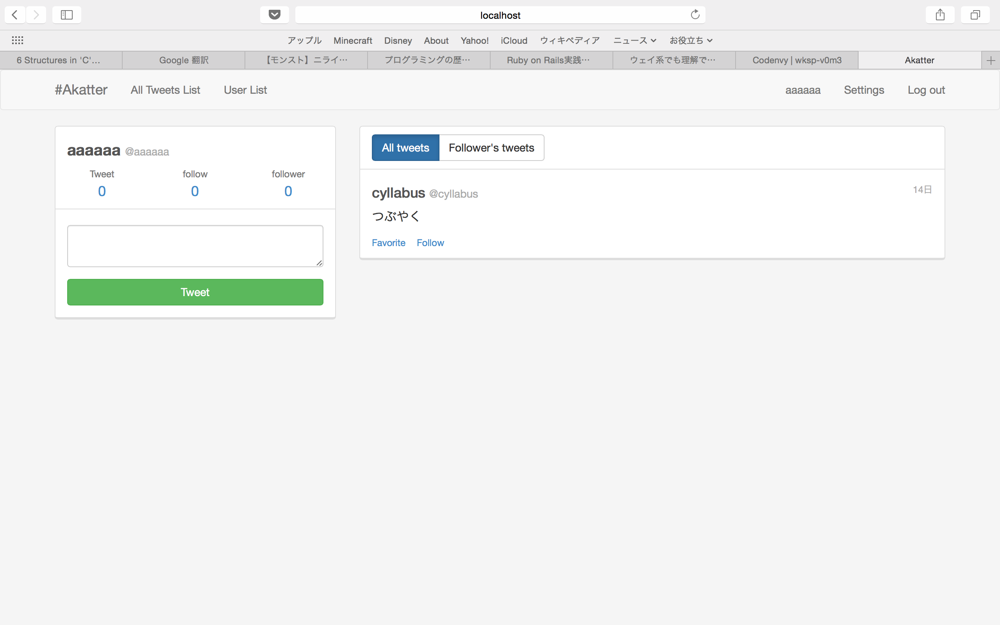 localhost
アップル Minecraft Disney About Yahoo! iCloud ウィキペディア ニュース お役立ち
6 Structures in 'C'… Google 翻訳 【モンスト】ニライ… プログラミングの歴… Ruby on Rails実践… ウェイ系でも理解で… Codenvy | wksp-v0m3 Akatter
#Akatter All Tweets List User List aaaaaa Settings Log out
aaaaaa @aaaaaa
Tweet follow follower
0 0 0
Tweet
All tweets Follower's tweets
cyllabus @cyllabus 14日
つぶやく
Favorite Follow